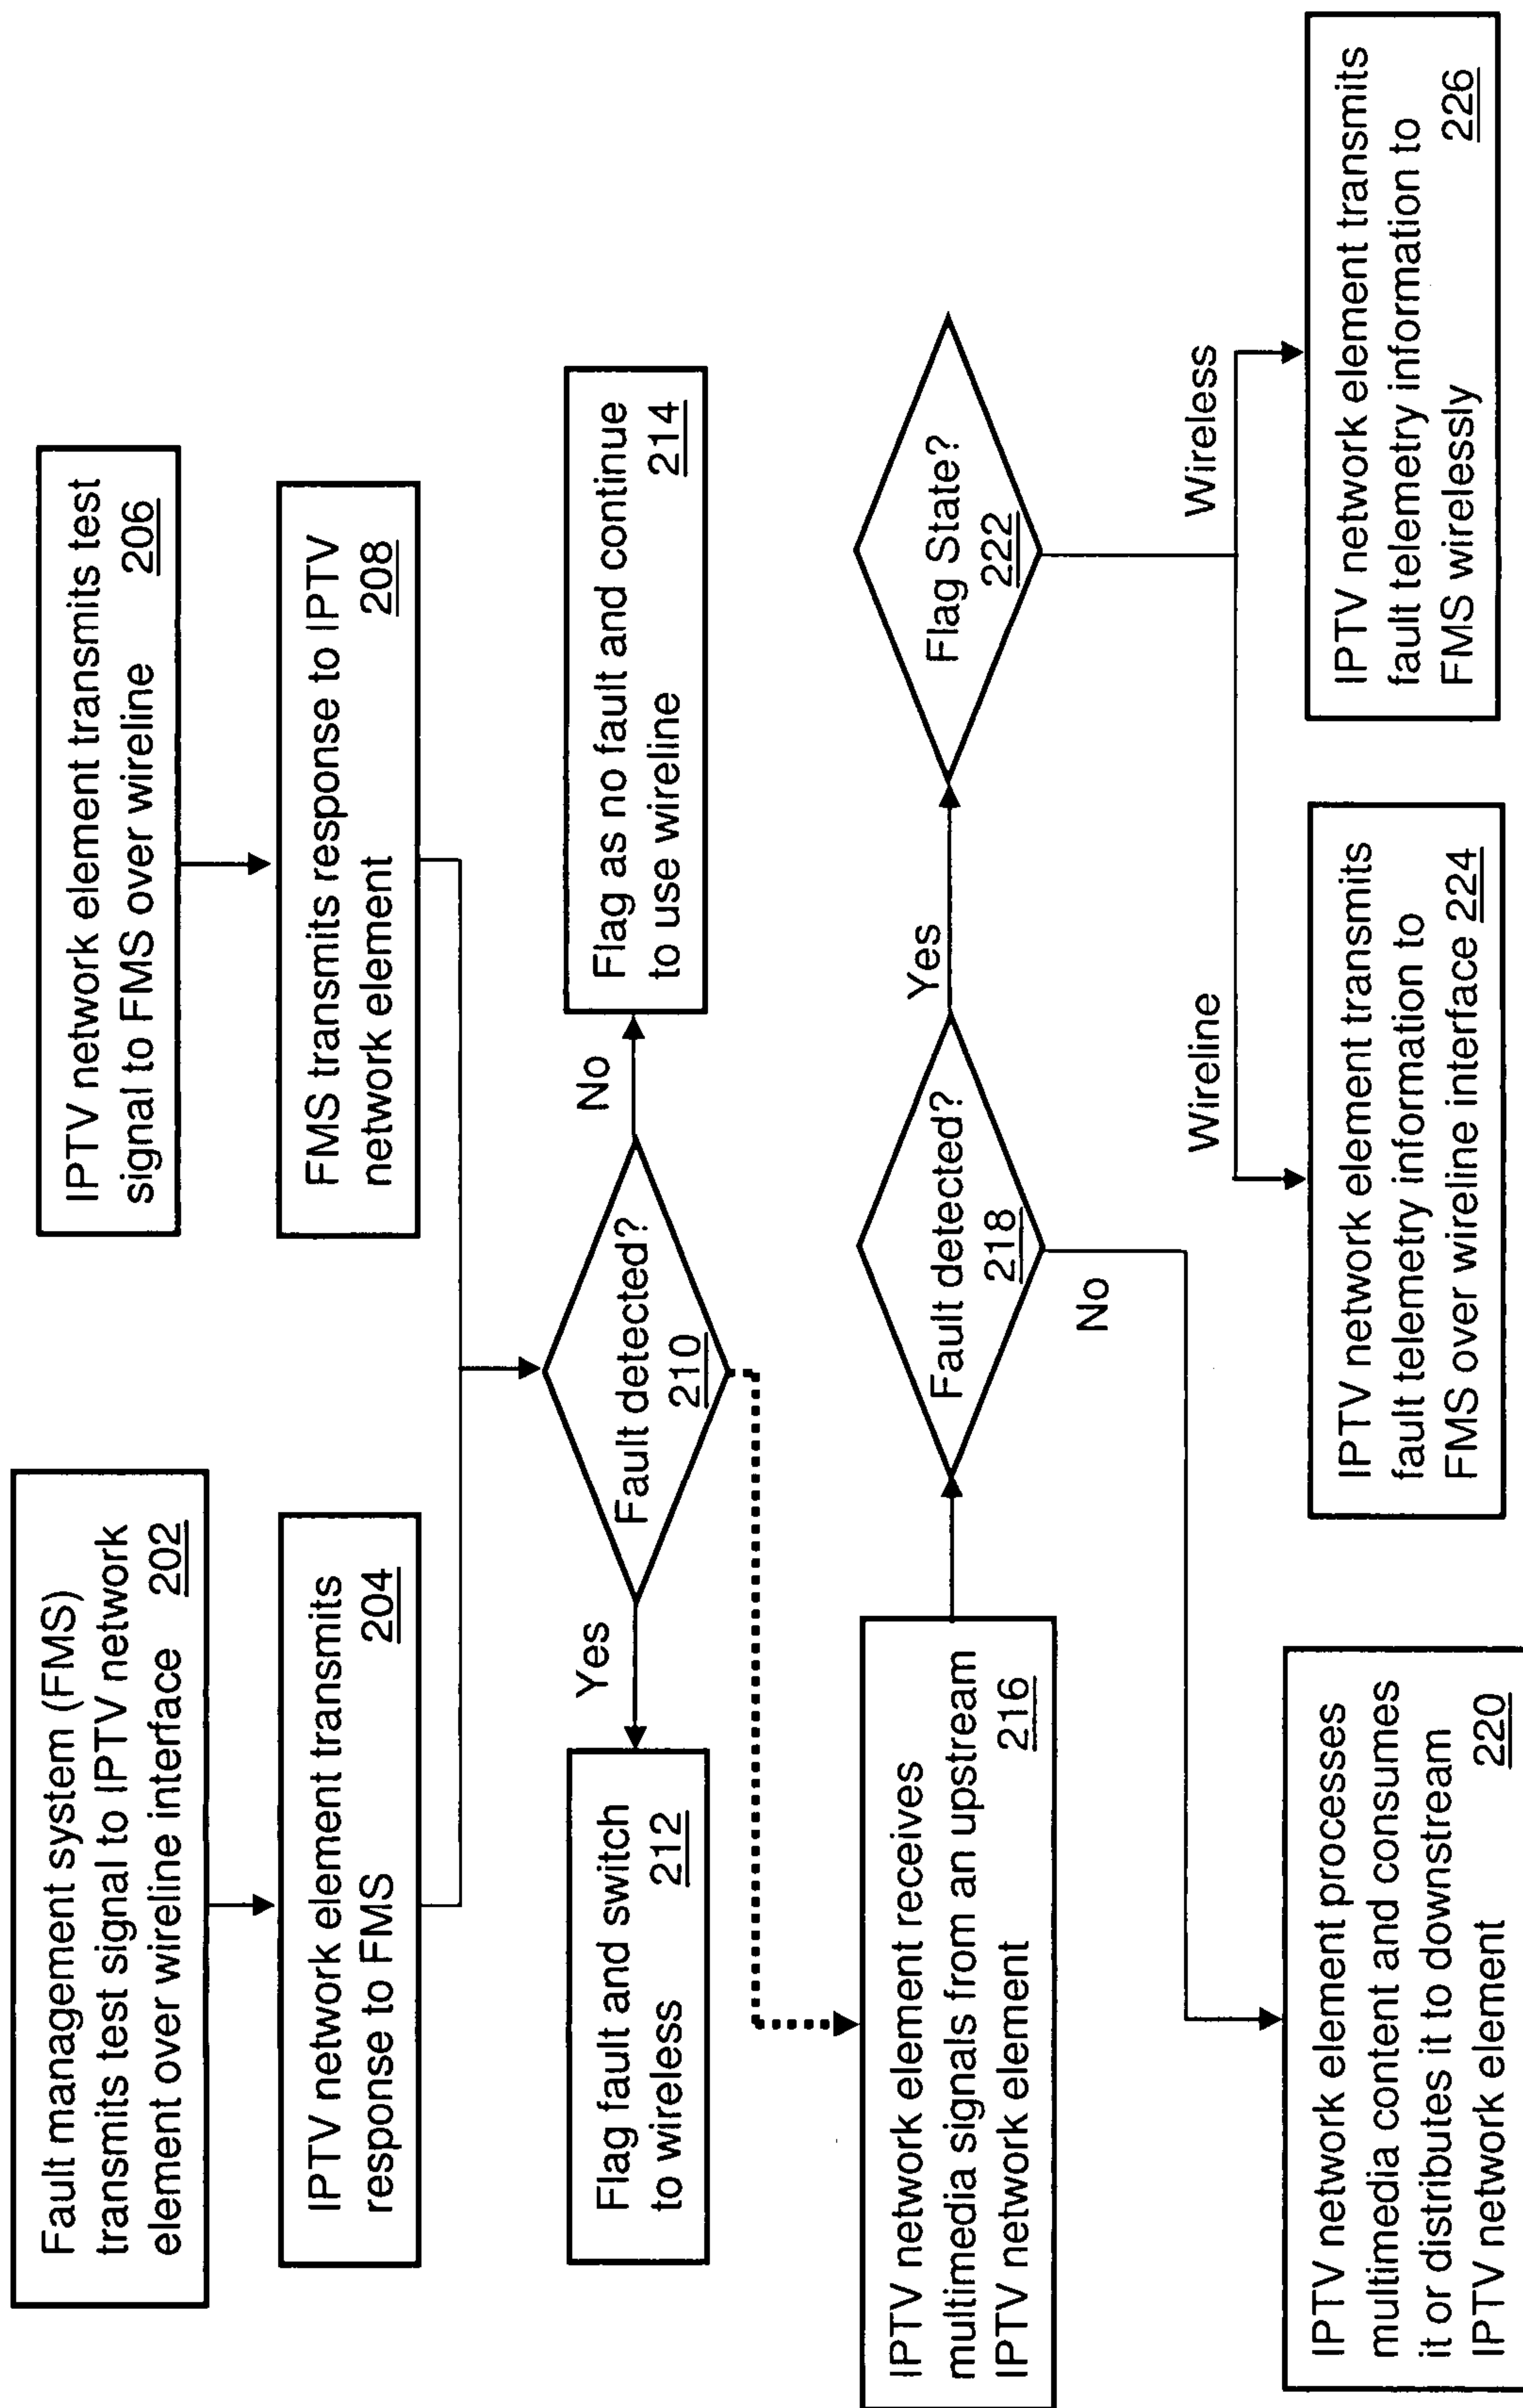 Fault management system (FMS)
transmits test signal to IPTV network
element over wireline interface 202
IPTV network element transmits test
signal to FMS over wireline 206
IPTV network element transmits
response to FMS 204
FMS transmits response to IPTV
network element 208
Fault detected?
210
Yes
No
Flag fault and switch
to wireless 212
Flag as no fault and continue
to use wireline 214
IPTV network element receives
multimedia signals from an upstream
IPTV network element 216
Fault detected?
218
Yes
No
Flag State?
222
Wireline
Wireless
IPTV network element processes
multimedia content and consumes
it or distributes it to downstream
IPTV network element 220
IPTV network element transmits
fault telemetry information to
FMS over wireline interface 224
IPTV network element transmits
fault telemetry information to
FMS wirelessly 226